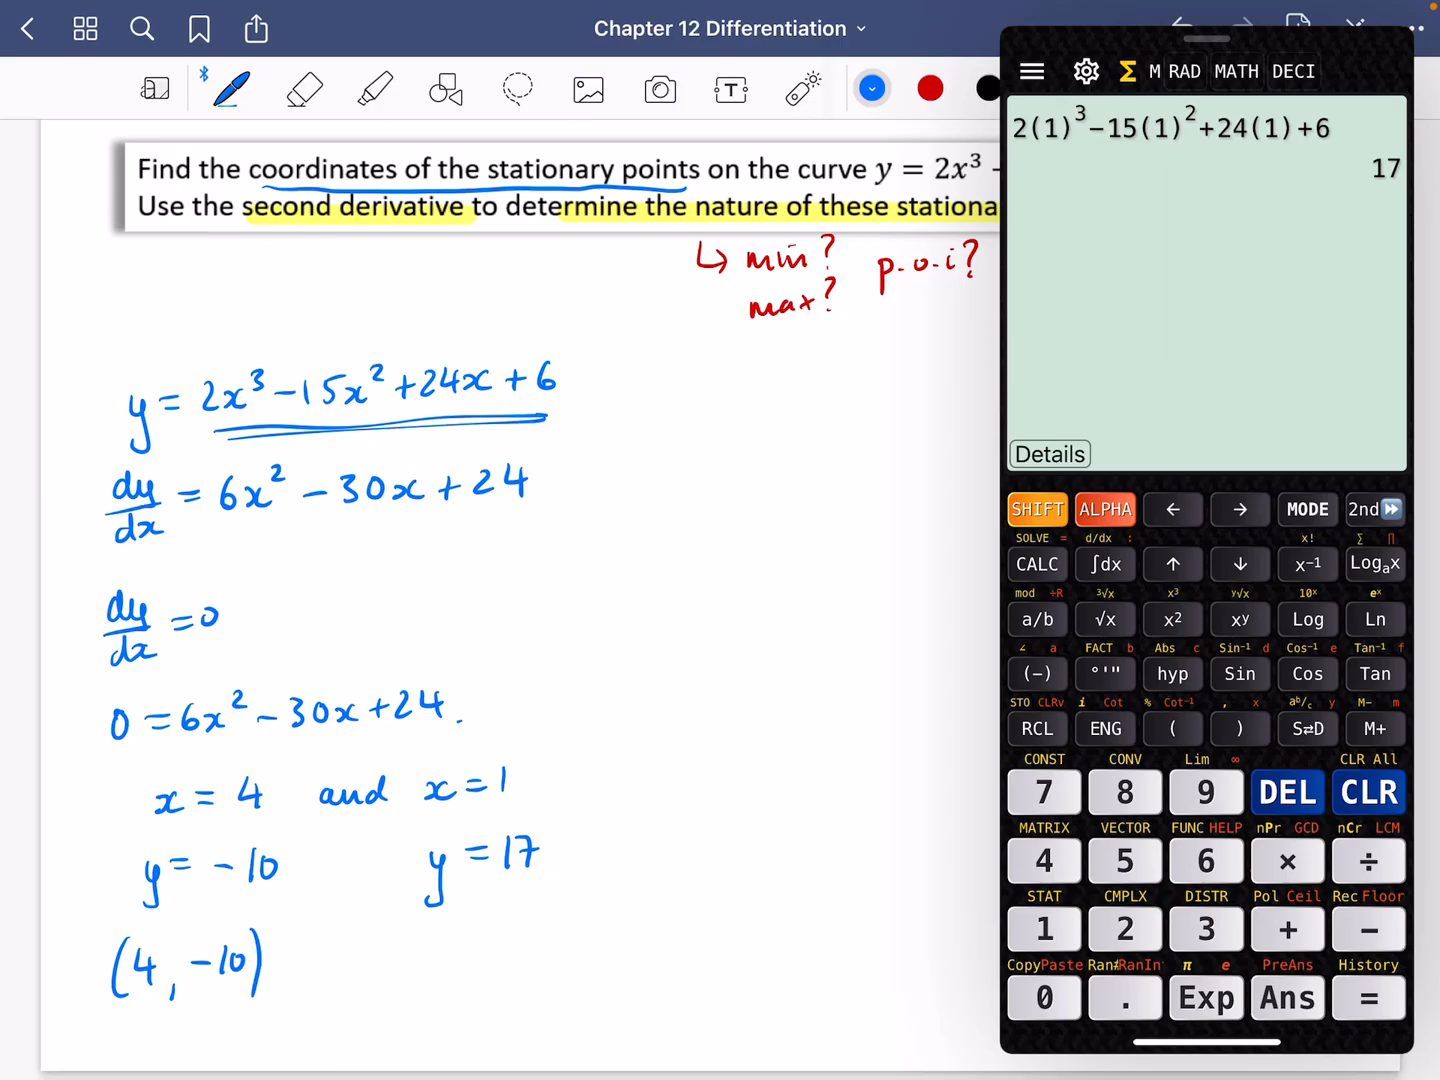 Chapter 12 Differentiation
Find the coordinates of the stationary points on the curve y = 2x³ -
Use the second derivative to determine the nature of these stationa
↳ min? p-o-i?
max?
y = 2x³ -15x² +24x + 6
dy/dx = 6x² - 30x + 24
dy/dx = 0
0 = 6x² - 30x + 24.
x = 4 and x = 1
y = -10 y = 17
(4, -10)
Σ M RAD MATH DECI
2(1)³-15(1)²+24(1)+6
17
Details
SHIFT ALPHA ← → MODE 2nd
SOLVE = d/dx : x! ∑ ∏
CALC ∫dx ↑ ↓ x⁻¹ Logₐx
mod ÷R ³√x x³ ʸ√x 10ˣ eˣ
a/b √x x² xʸ Log Ln
∠ a FACT b Abs c Sin⁻¹ d Cos⁻¹ e Tan⁻¹ f
(−) °'" hyp Sin Cos Tan
STO CLRv i Cot % Cot⁻¹ , x aᵇ/c y M− m
RCL ENG ( ) S⇄D M+
CONST CONV Lim ∞ CLR All
7 8 9 DEL CLR
MATRIX VECTOR FUNC HELP nPr GCD nCr LCM
4 5 6 × ÷
STAT CMPLX DISTR Pol Ceil Rec Floor
1 2 3 + −
Copy Paste Ran# RanIn π e PreAns History
0 . Exp Ans =